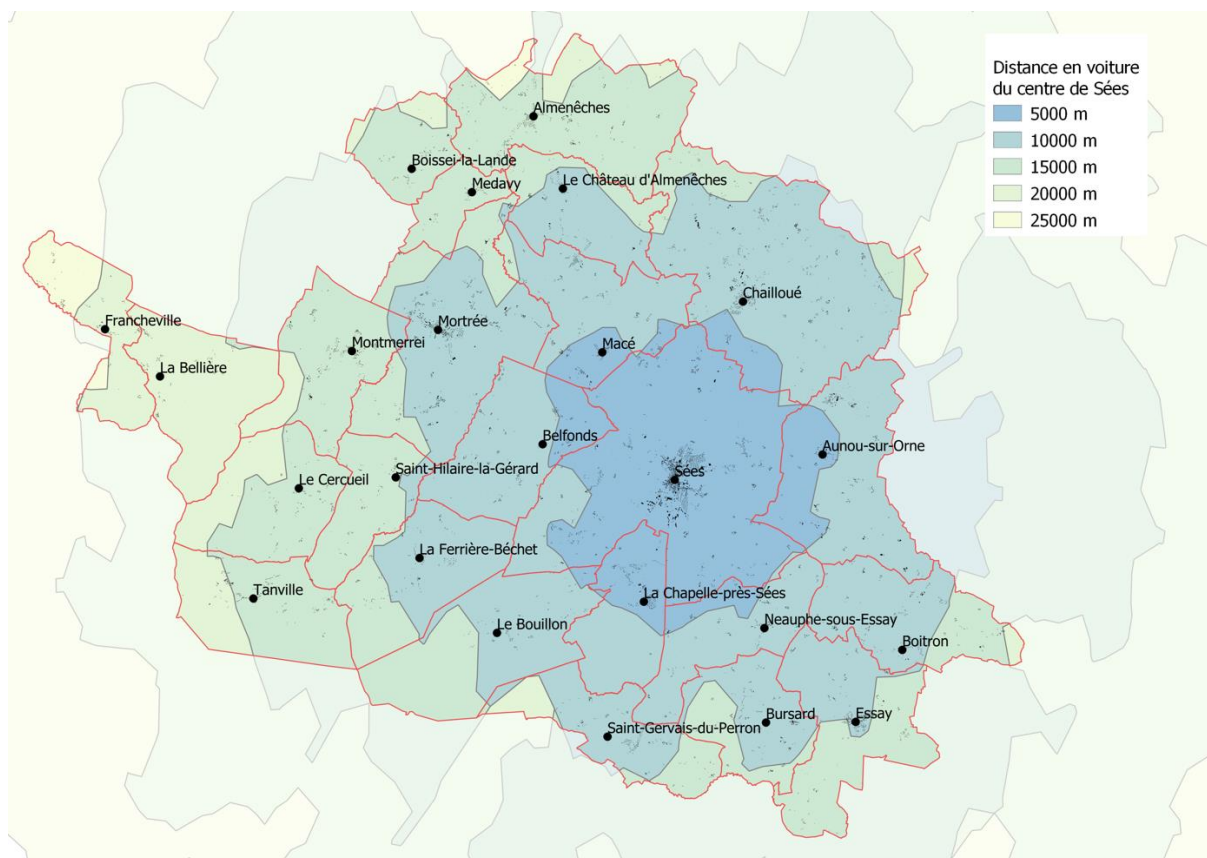 Distance en voiture
du centre de Sées
5000 m
10000 m
15000 m
20000 m
25000 m
Almenêches
Boissei-la-Lande
Medavy
Le Château d'Almenêches
Chailloué
Francheville
Mortrée
Montmerrei
Macé
La Bellière
Belfonds
Aunou-sur-Orne
Saint-Hilaire-la-Gérard
Sées
Le Cercueil
La Ferrière-Béchet
Tanville
La Chapelle-près-Sées
Le Bouillon
Neauphe-sous-Essay
Boitron
Saint-Gervais-du-Perron
Bursard
Essay